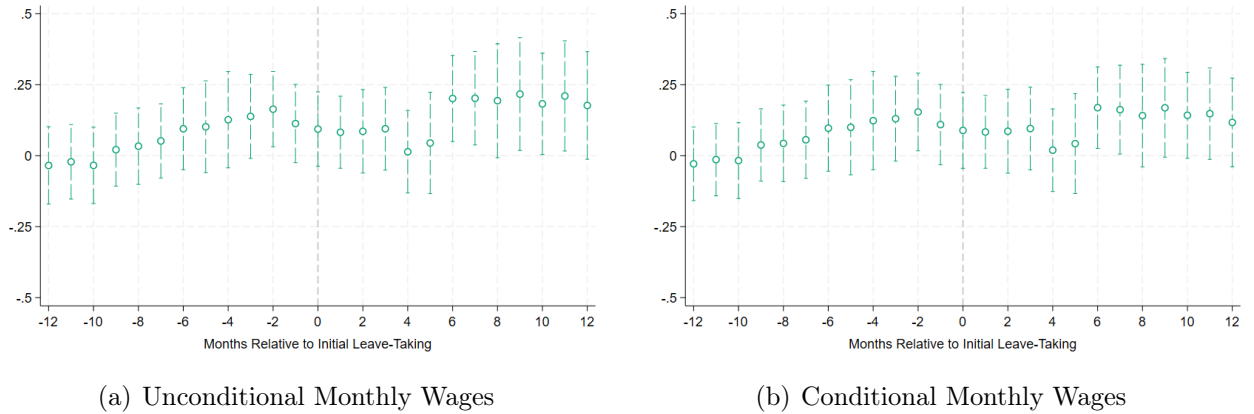 .5
.25
0
-.25
-.5
-12 -10 -8 -6 -4 -2 0 2 4 6 8 10 12
Months Relative to Initial Leave-Taking
(a) Unconditional Monthly Wages
.5
.25
0
-.25
-.5
-12 -10 -8 -6 -4 -2 0 2 4 6 8 10 12
Months Relative to Initial Leave-Taking
(b) Conditional Monthly Wages